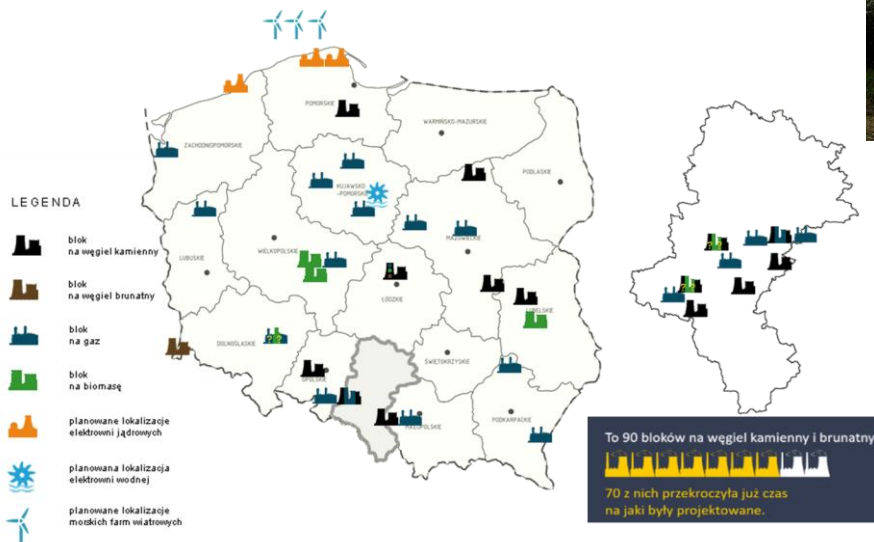 POMORSKIE
WARMIŃSKO-MAZURSKIE
ZACHODNIOPOMORSKIE
PODLASKIE
KUJAWSKO
-POMORSKIE
LEGENDA
blok
na węgiel kamienny
blok
na węgiel brunatny
blok
na gaz
blok
na biomasę
planowane lokalizacje
elektrowni jądrowych
planowana lokalizacja
elektrowni wodnej
planowane lokalizacje
morskich farm wiatrowych
MAZOWIECKIE
WIELKOPOLSKIE
LUBUSKIE
ŁÓDZKIE
LUBELSKIE
DOLNOŚLĄSKIE
ŚWIĘTOKRZYSKIE
OPOLSKIE
MAŁOPOLSKIE
PODKARPACKIE
? ?
? ?
? ?
To 90 bloków na węgiel kamienny i brunatny
70 z nich przekroczyła już czas
na jaki były projektowane.